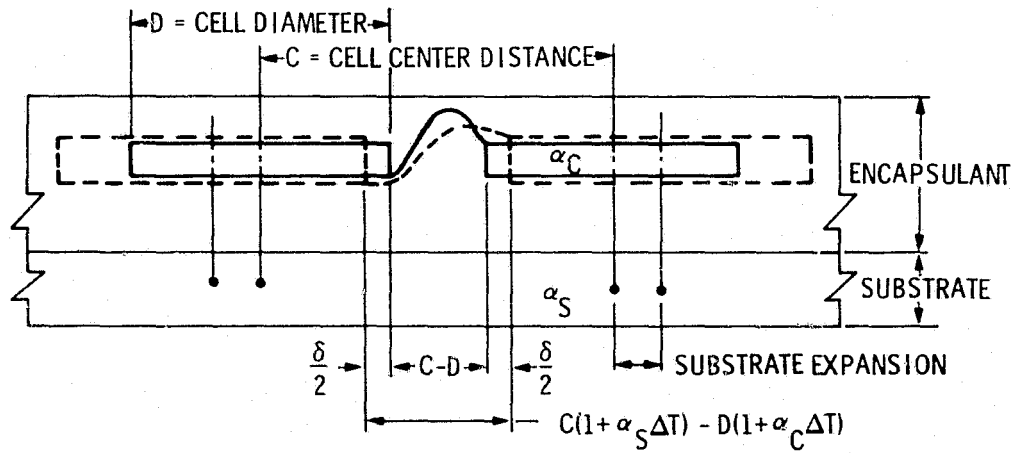 D = CELL DIAMETER
C = CELL CENTER DISTANCE
α_C
ENCAPSULANT
α_S
SUBSTRATE
δ/2
C-D
δ/2
SUBSTRATE EXPANSION
C(1+α_SΔT) - D(1+α_CΔT)